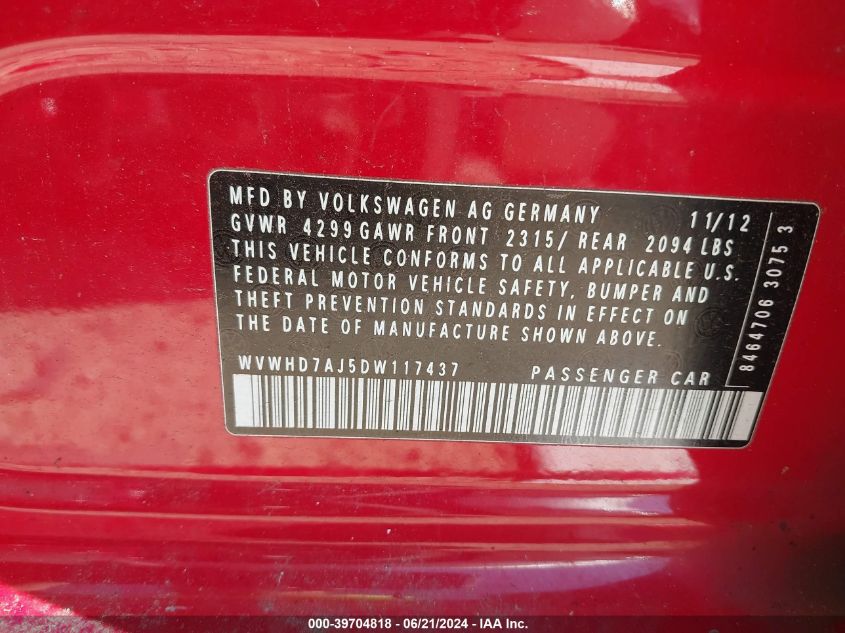 MFD BY VOLKSWAGEN AG GERMANY 11/12
GVWR 4299 GAWR FRONT 2315/ REAR 2094 LBS
THIS VEHICLE CONFORMS TO ALL APPLICABLE U.S.
FEDERAL MOTOR VEHICLE SAFETY, BUMPER AND
THEFT PREVENTION STANDARDS IN EFFECT ON
THE DATE OF MANUFACTURE SHOWN ABOVE.
WVWHD7AJ5DW117437 PASSENGER CAR
8464706 3075 3
000-39704818 - 06/21/2024 - IAA, Inc.